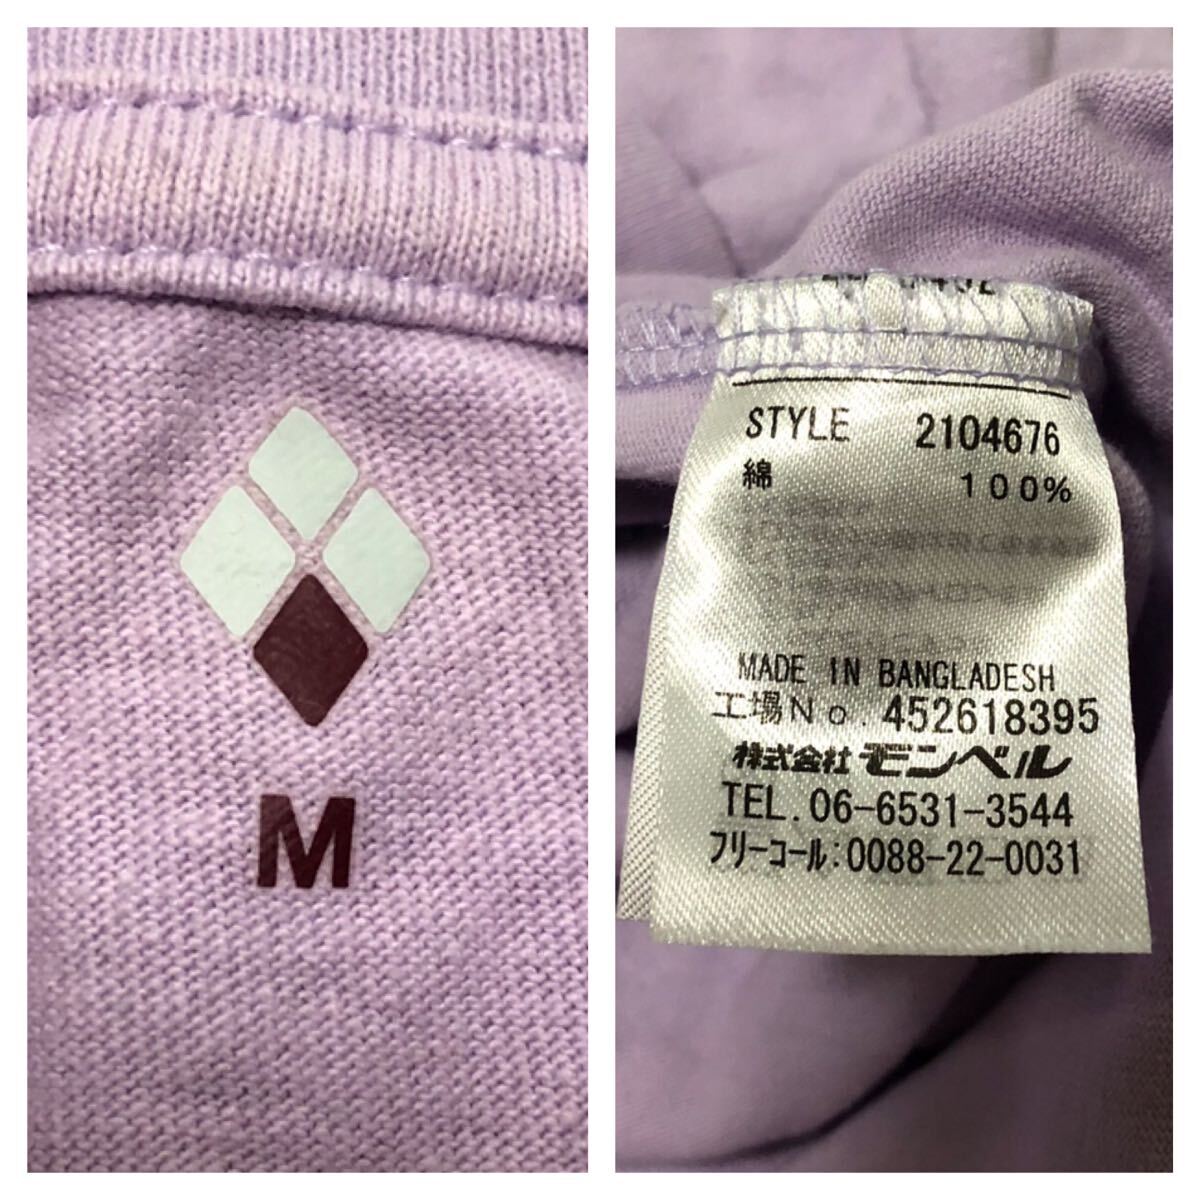 M
STYLE 2104676
綿 100%
MADE IN BANGLADESH
工場No. 452618395
株式会社 モンベル
TEL. 06-6531-3544
フリーコール:0088-22-0031